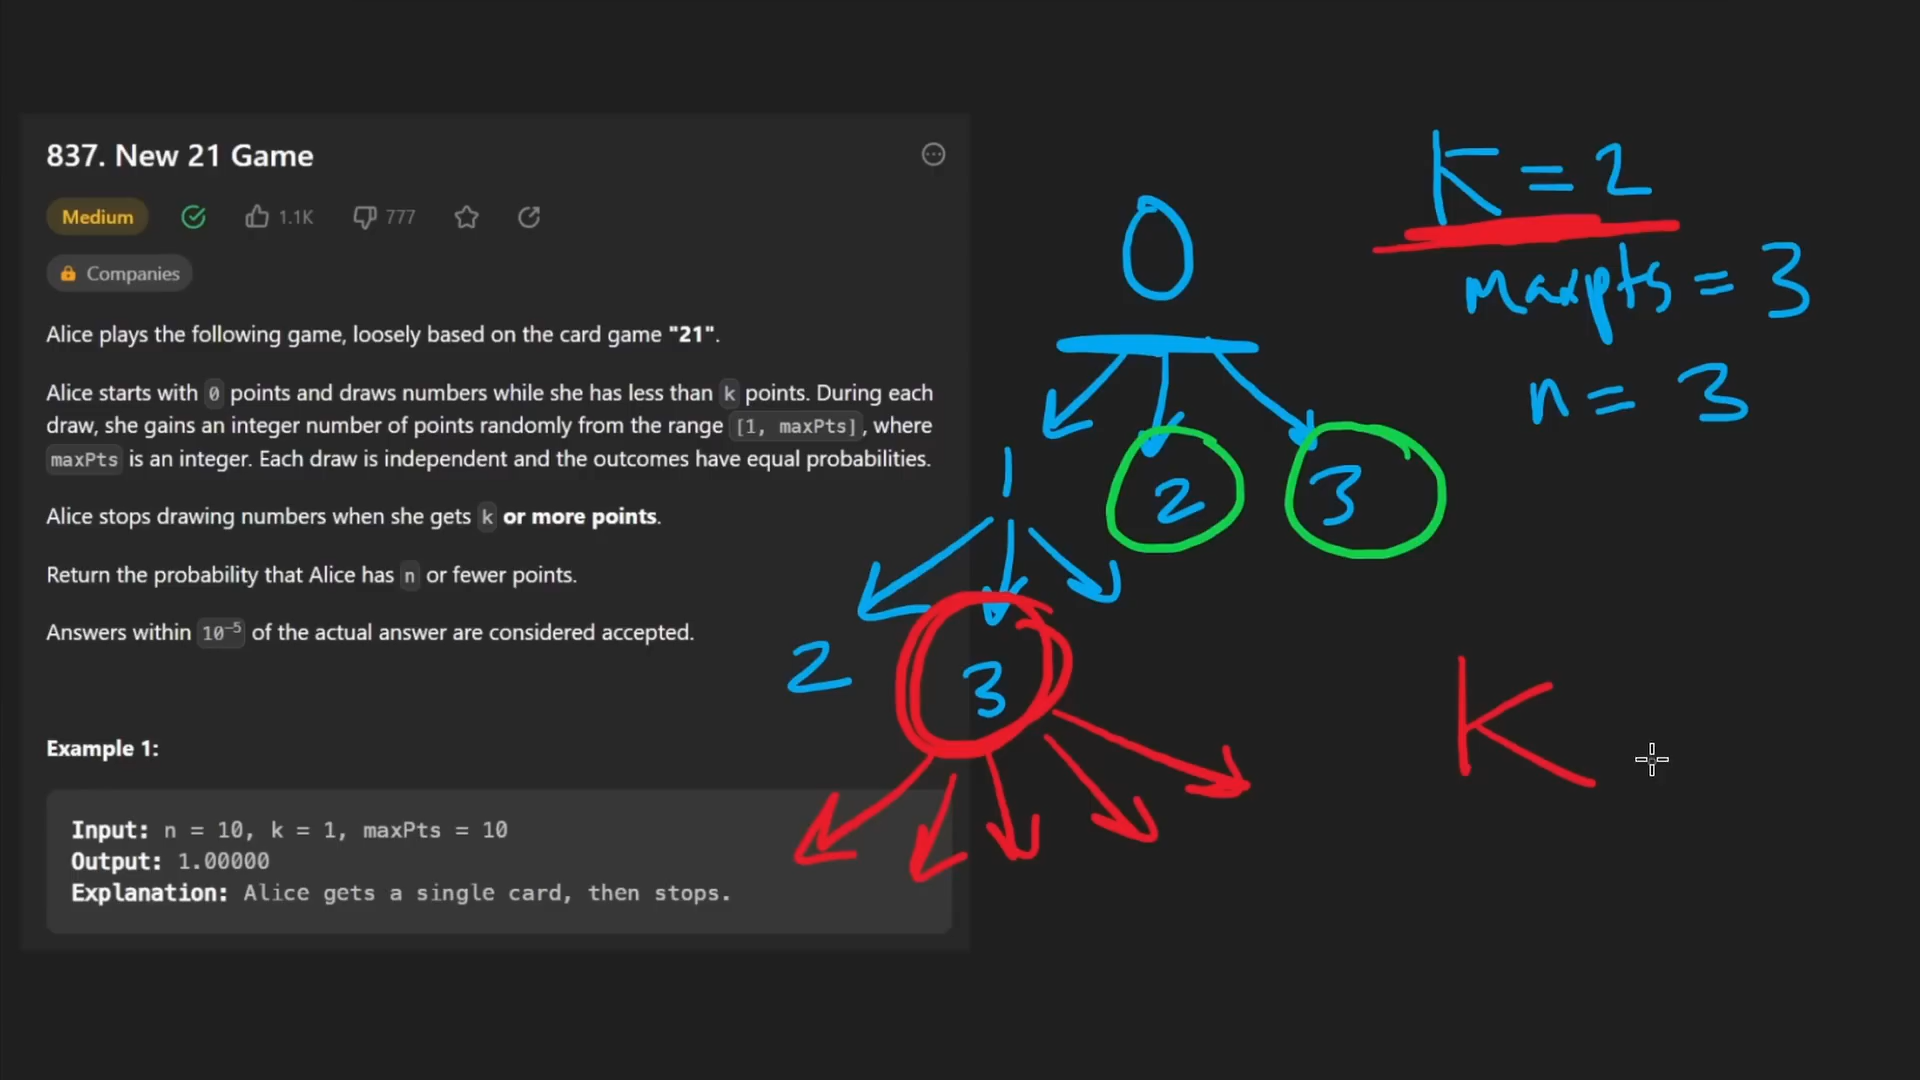 837. New 21 Game
Medium
1.1K
777
Companies
Alice plays the following game, loosely based on the card game "21".
Alice starts with 0 points and draws numbers while she has less than k points. During each
draw, she gains an integer number of points randomly from the range [1, maxPts], where
maxPts is an integer. Each draw is independent and the outcomes have equal probabilities.
Alice stops drawing numbers when she gets k or more points.
Return the probability that Alice has n or fewer points.
Answers within 10⁻⁵ of the actual answer are considered accepted.
Example 1:
Input: n = 10, k = 1, maxPts = 10
Output: 1.00000
Explanation: Alice gets a single card, then stops.
0
1
2
3
2
3
K = 2
maxpts = 3
n = 3
K